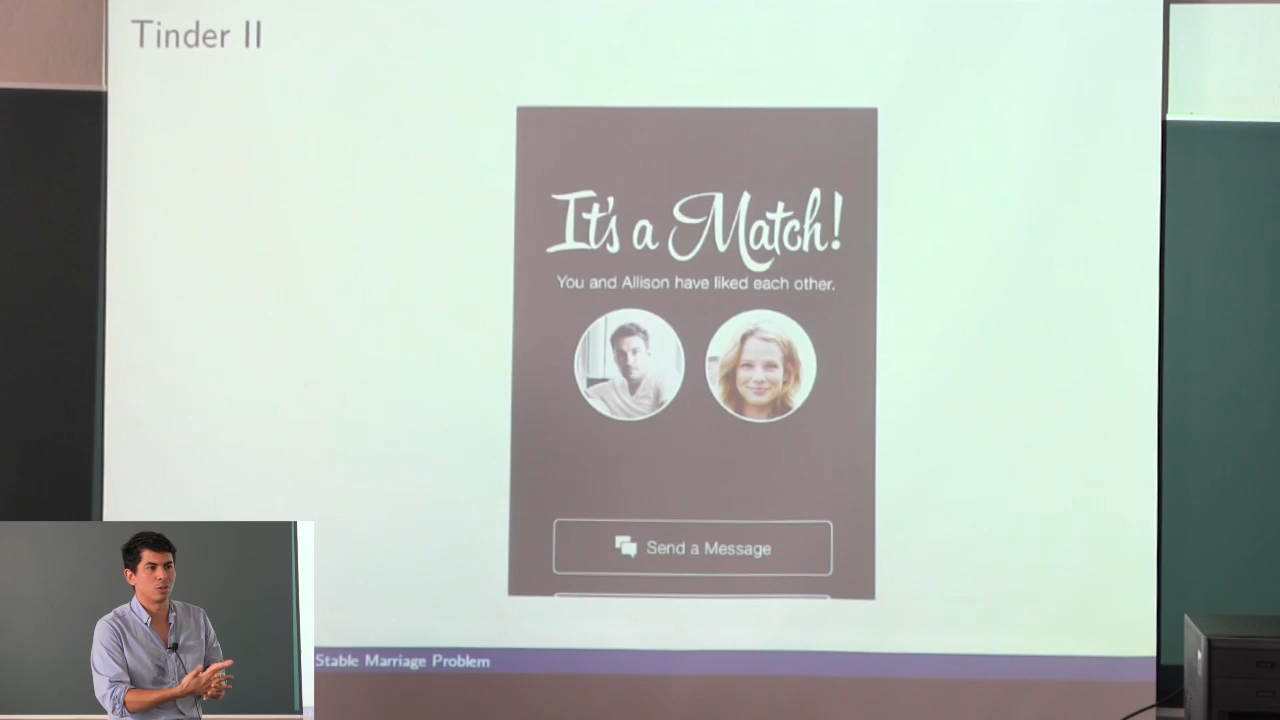 Tinder II
It's a Match!
You and Allison have liked each other.
Send a Message
Stable Marriage Problem